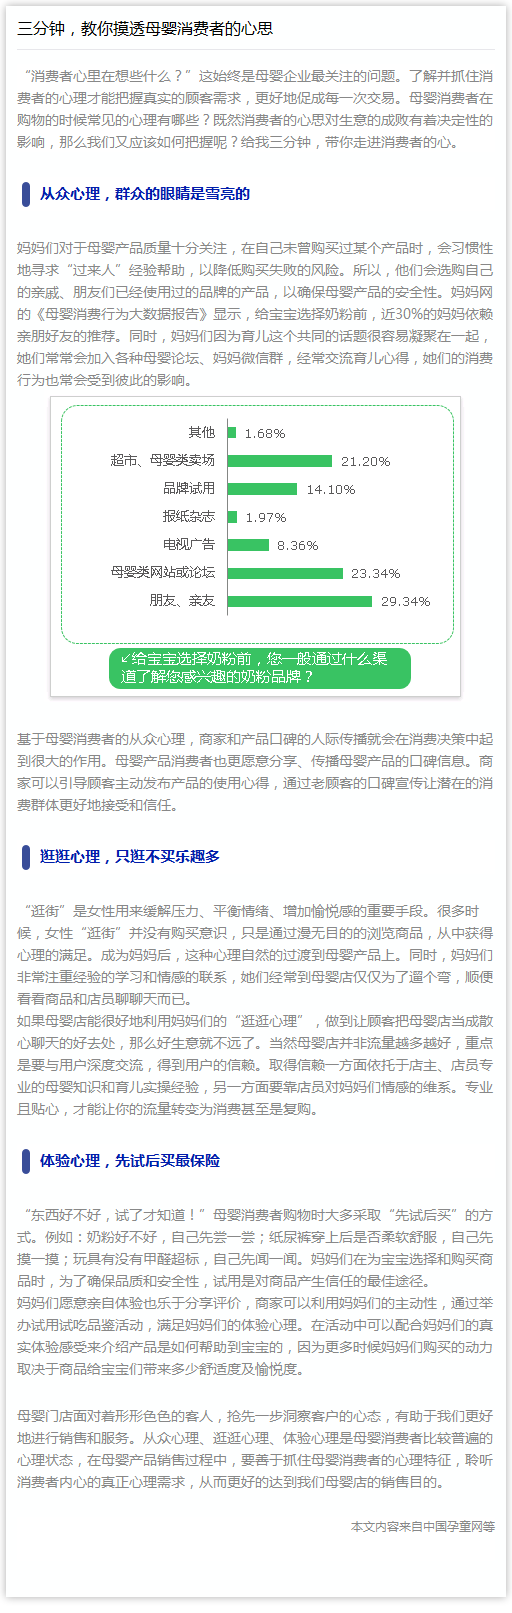 三分钟，教你摸透母婴消费者的心思
“消费者心里在想些什么？”这始终是母婴企业最关注的问题。了解并抓住消
费者的心理才能把握真实的顾客需求，更好地促成每一次交易。母婴消费者在
购物的时候常见的心理有哪些？既然消费者的心思对生意的成败有着决定性的
影响，那么我们又应该如何把握呢？给我三分钟，带你走进消费者的心。
从众心理，群众的眼睛是雪亮的
妈妈们对于母婴产品质量十分关注，在自己未曾购买过某个产品时，会习惯性
地寻求“过来人”经验帮助，以降低购买失败的风险。所以，他们会选购自己
的亲戚、朋友们已经使用过的品牌的产品，以确保母婴产品的安全性。妈妈网
的《母婴消费行为大数据报告》显示，给宝宝选择奶粉前，近30%的妈妈依赖
亲朋好友的推荐。同时，妈妈们因为育儿这个共同的话题很容易凝聚在一起，
她们常常会加入各种母婴论坛、妈妈微信群，经常交流育儿心得，她们的消费
行为也常会受到彼此的影响。
其他 1.68%
超市、母婴类卖场 21.20%
品牌试用 14.10%
报纸杂志 1.97%
电视广告 8.36%
母婴类网站或论坛 23.34%
朋友、亲友 29.34%
↙给宝宝选择奶粉前，您一般通过什么渠
道了解您感兴趣的奶粉品牌？
基于母婴消费者的从众心理，商家和产品口碑的人际传播就会在消费决策中起
到很大的作用。母婴产品消费者也更愿意分享、传播母婴产品的口碑信息。商
家可以引导顾客主动发布产品的使用心得，通过老顾客的口碑宣传让潜在的消
费群体更好地接受和信任。
逛逛心理，只逛不买乐趣多
“逛街”是女性用来缓解压力、平衡情绪、增加愉悦感的重要手段。很多时
候，女性“逛街”并没有购买意识，只是通过漫无目的的浏览商品，从中获得
心理的满足。成为妈妈后，这种心理自然的过渡到母婴产品上。同时，妈妈们
非常注重经验的学习和情感的联系，她们经常到母婴店仅仅为了遛个弯，顺便
看看商品和店员聊聊天而已。
如果母婴店能很好地利用妈妈们的“逛逛心理”，做到让顾客把母婴店当成散
心聊天的好去处，那么好生意就不远了。当然母婴店并非流量越多越好，重点
是要与用户深度交流，得到用户的信赖。取得信赖一方面依托于店主、店员专
业的母婴知识和育儿实操经验，另一方面要靠店员对妈妈们情感的维系。专业
且贴心，才能让你的流量转变为消费甚至是复购。
体验心理，先试后买最保险
“东西好不好，试了才知道！”母婴消费者购物时大多采取“先试后买”的方
式。例如：奶粉好不好，自己先尝一尝；纸尿裤穿上后是否柔软舒服，自己先
摸一摸；玩具有没有甲醛超标，自己先闻一闻。妈妈们在为宝宝选择和购买商
品时，为了确保品质和安全性，试用是对商品产生信任的最佳途径。
妈妈们愿意亲自体验也乐于分享评价，商家可以利用妈妈们的主动性，通过举
办试用试吃品鉴活动，满足妈妈们的体验心理。在活动中可以配合妈妈们的真
实体验感受来介绍产品是如何帮助到宝宝的，因为更多时候妈妈们购买的动力
取决于商品给宝宝们带来多少舒适度及愉悦度。
母婴门店面对着形形色色的客人，抢先一步洞察客户的心态，有助于我们更好
地进行销售和服务。从众心理、逛逛心理、体验心理是母婴消费者比较普遍的
心理状态，在母婴产品销售过程中，要善于抓住母婴消费者的心理特征，聆听
消费者内心的真正心理需求，从而更好的达到我们母婴店的销售目的。
本文内容来自中国孕童网等